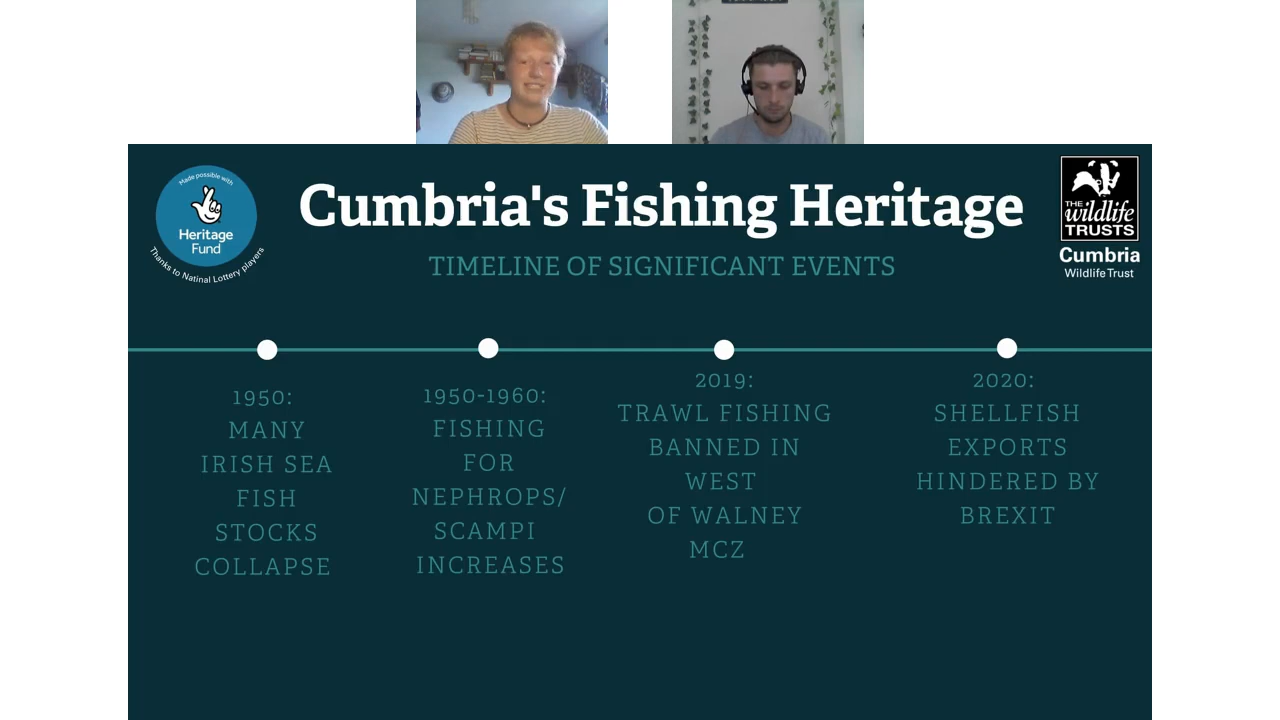 Made possible with
Heritage
Fund
Thanks to Natinal Lottery players
Cumbria's Fishing Heritage
TIMELINE OF SIGNIFICANT EVENTS
THE
wildlife
TRUSTS
Cumbria
Wildlife Trust
1950:
MANY
IRISH SEA
FISH
STOCKS
COLLAPSE
1950-1960:
FISHING
FOR
NEPHROPS/
SCAMPI
INCREASES
2019:
TRAWL FISHING
BANNED IN
WEST
OF WALNEY
MCZ
2020:
SHELLFISH
EXPORTS
HINDERED BY
BREXIT